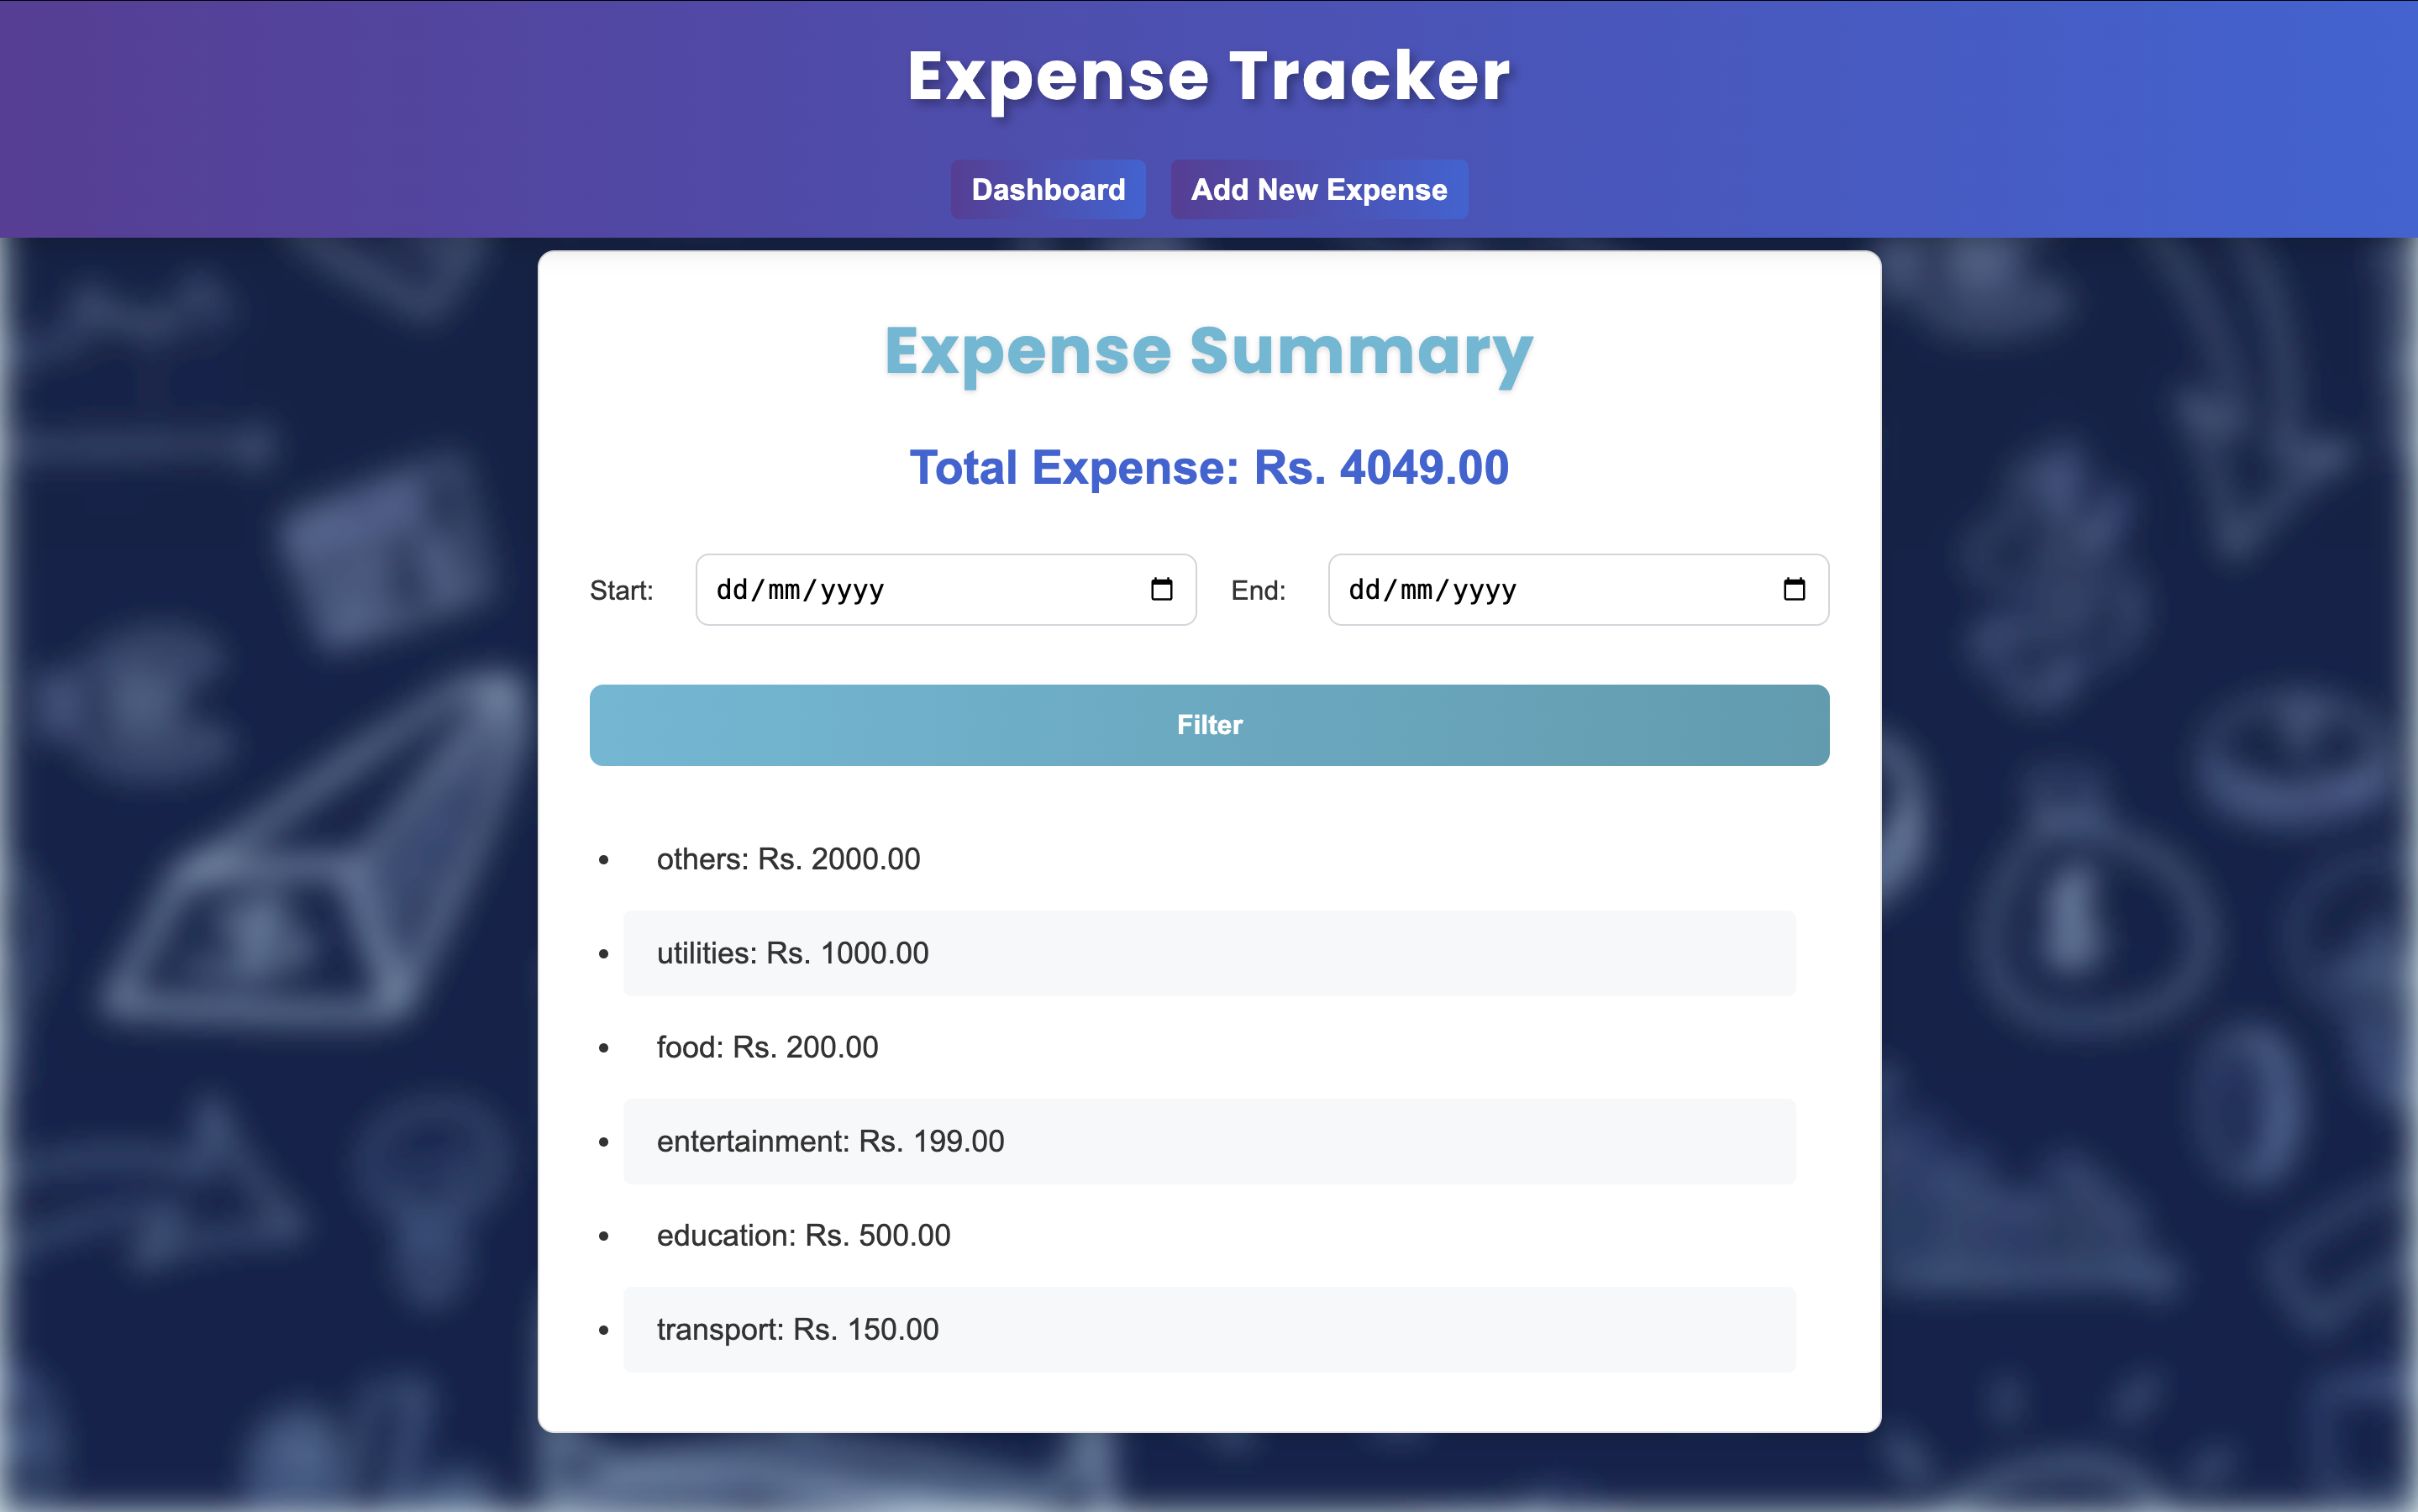 Expense Tracker
Dashboard Add New Expense
Expense Summary
Total Expense: Rs. 4049.00
Start: dd/mm/yyyy End: dd/mm/yyyy
Filter
• others: Rs. 2000.00
• utilities: Rs. 1000.00
• food: Rs. 200.00
• entertainment: Rs. 199.00
• education: Rs. 500.00
• transport: Rs. 150.00